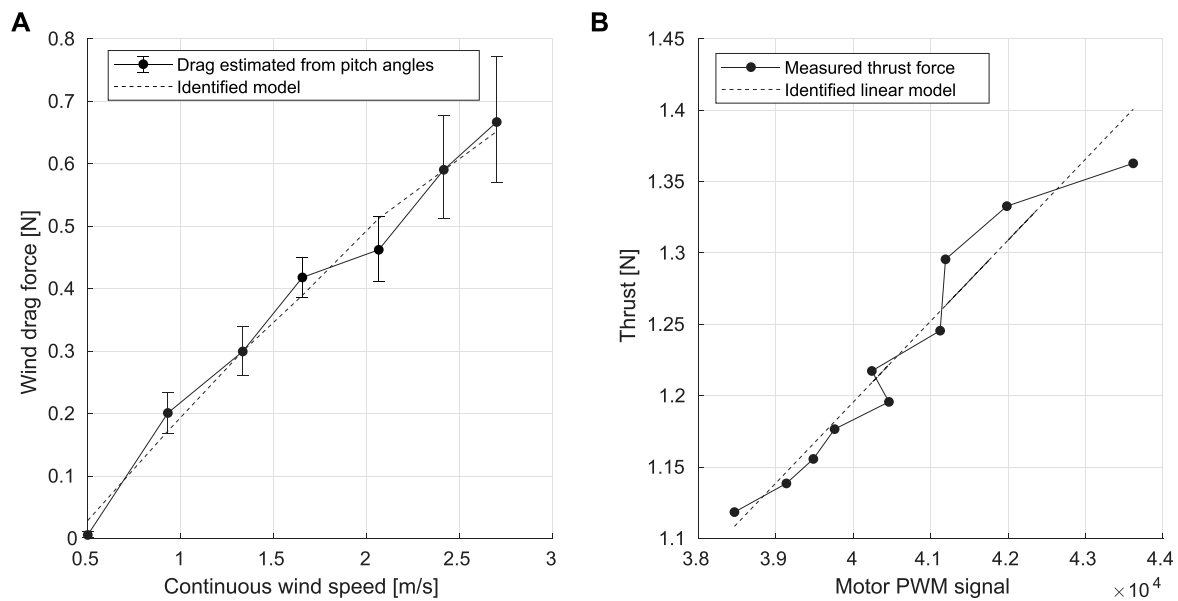 A
Drag estimated from pitch angles
Identified model
Wind drag force [N]
0.8
0.7
0.6
0.5
0.4
0.3
0.2
0.1
0
0.5 1 1.5 2 2.5 3
Continuous wind speed [m/s]
B
Measured thrust force
Identified linear model
Thrust [N]
1.45
1.4
1.35
1.3
1.25
1.2
1.15
1.1
3.8 3.9 4 4.1 4.2 4.3 4.4
Motor PWM signal
×10⁴